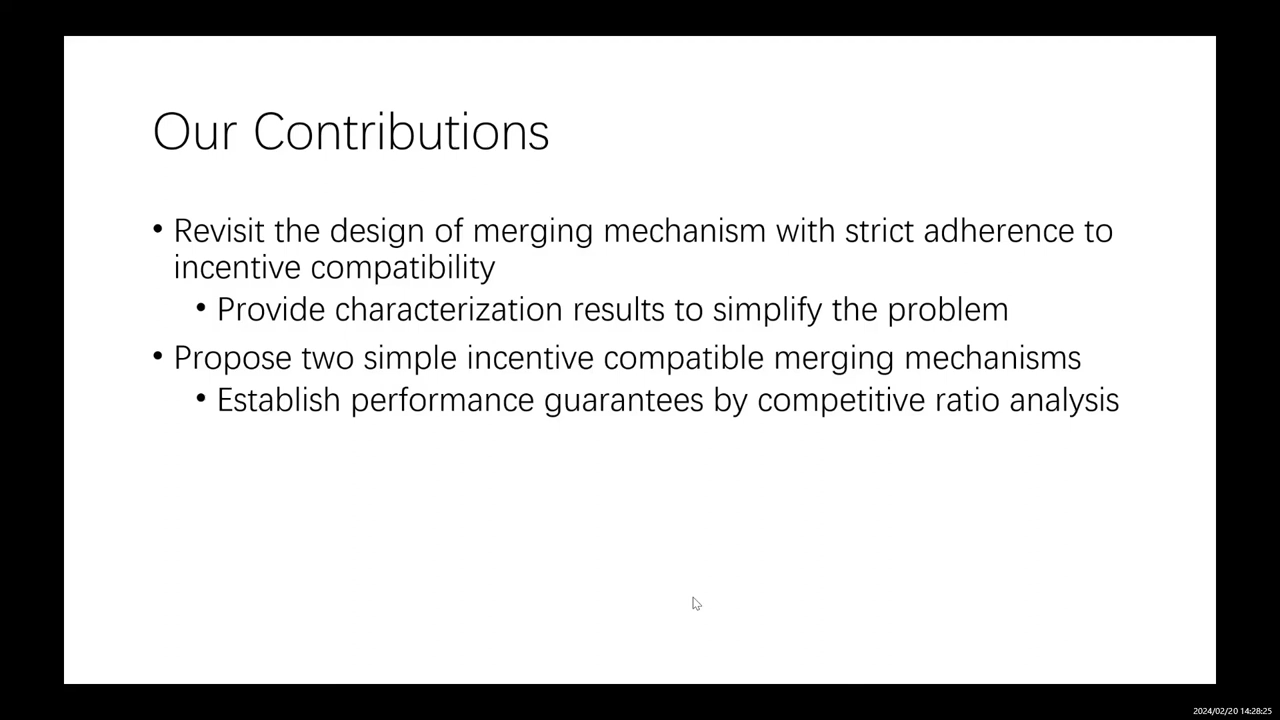 Our Contributions
• Revisit the design of merging mechanism with strict adherence to
incentive compatibility
• Provide characterization results to simplify the problem
• Propose two simple incentive compatible merging mechanisms
• Establish performance guarantees by competitive ratio analysis
2024/02/20 14:28:25